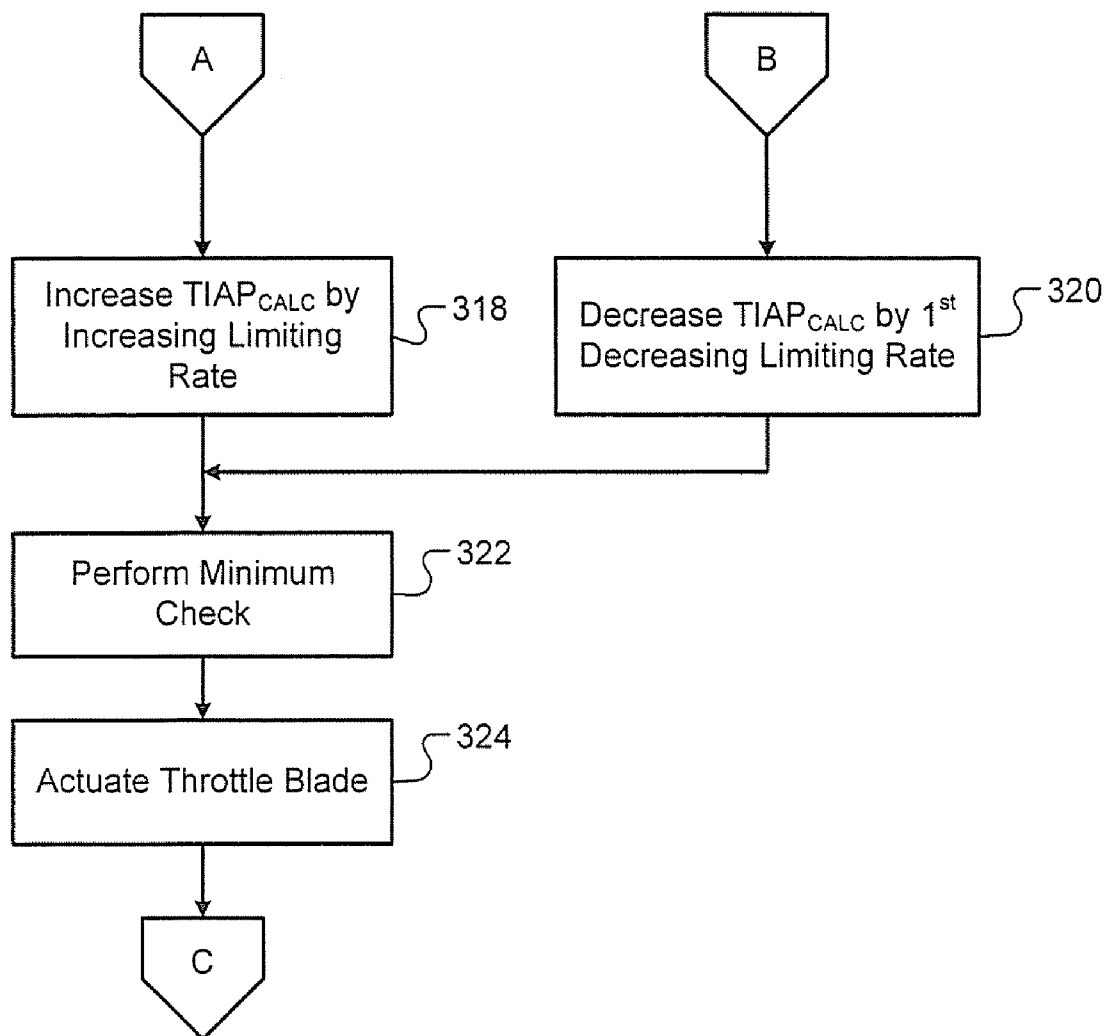 A
B
Increase TIAPCALC by
Increasing Limiting
Rate
318
Decrease TIAPCALC by 1st
Decreasing Limiting Rate
320
Perform Minimum
Check
322
Actuate Throttle Blade
324
C